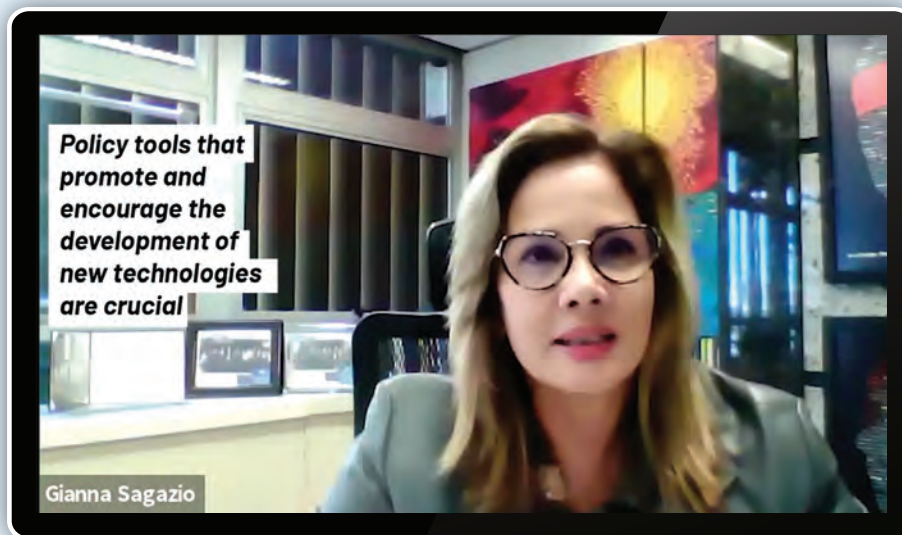 Policy tools that
promote and
encourage the
development of
new technologies
are crucial
Gianna Sagazio